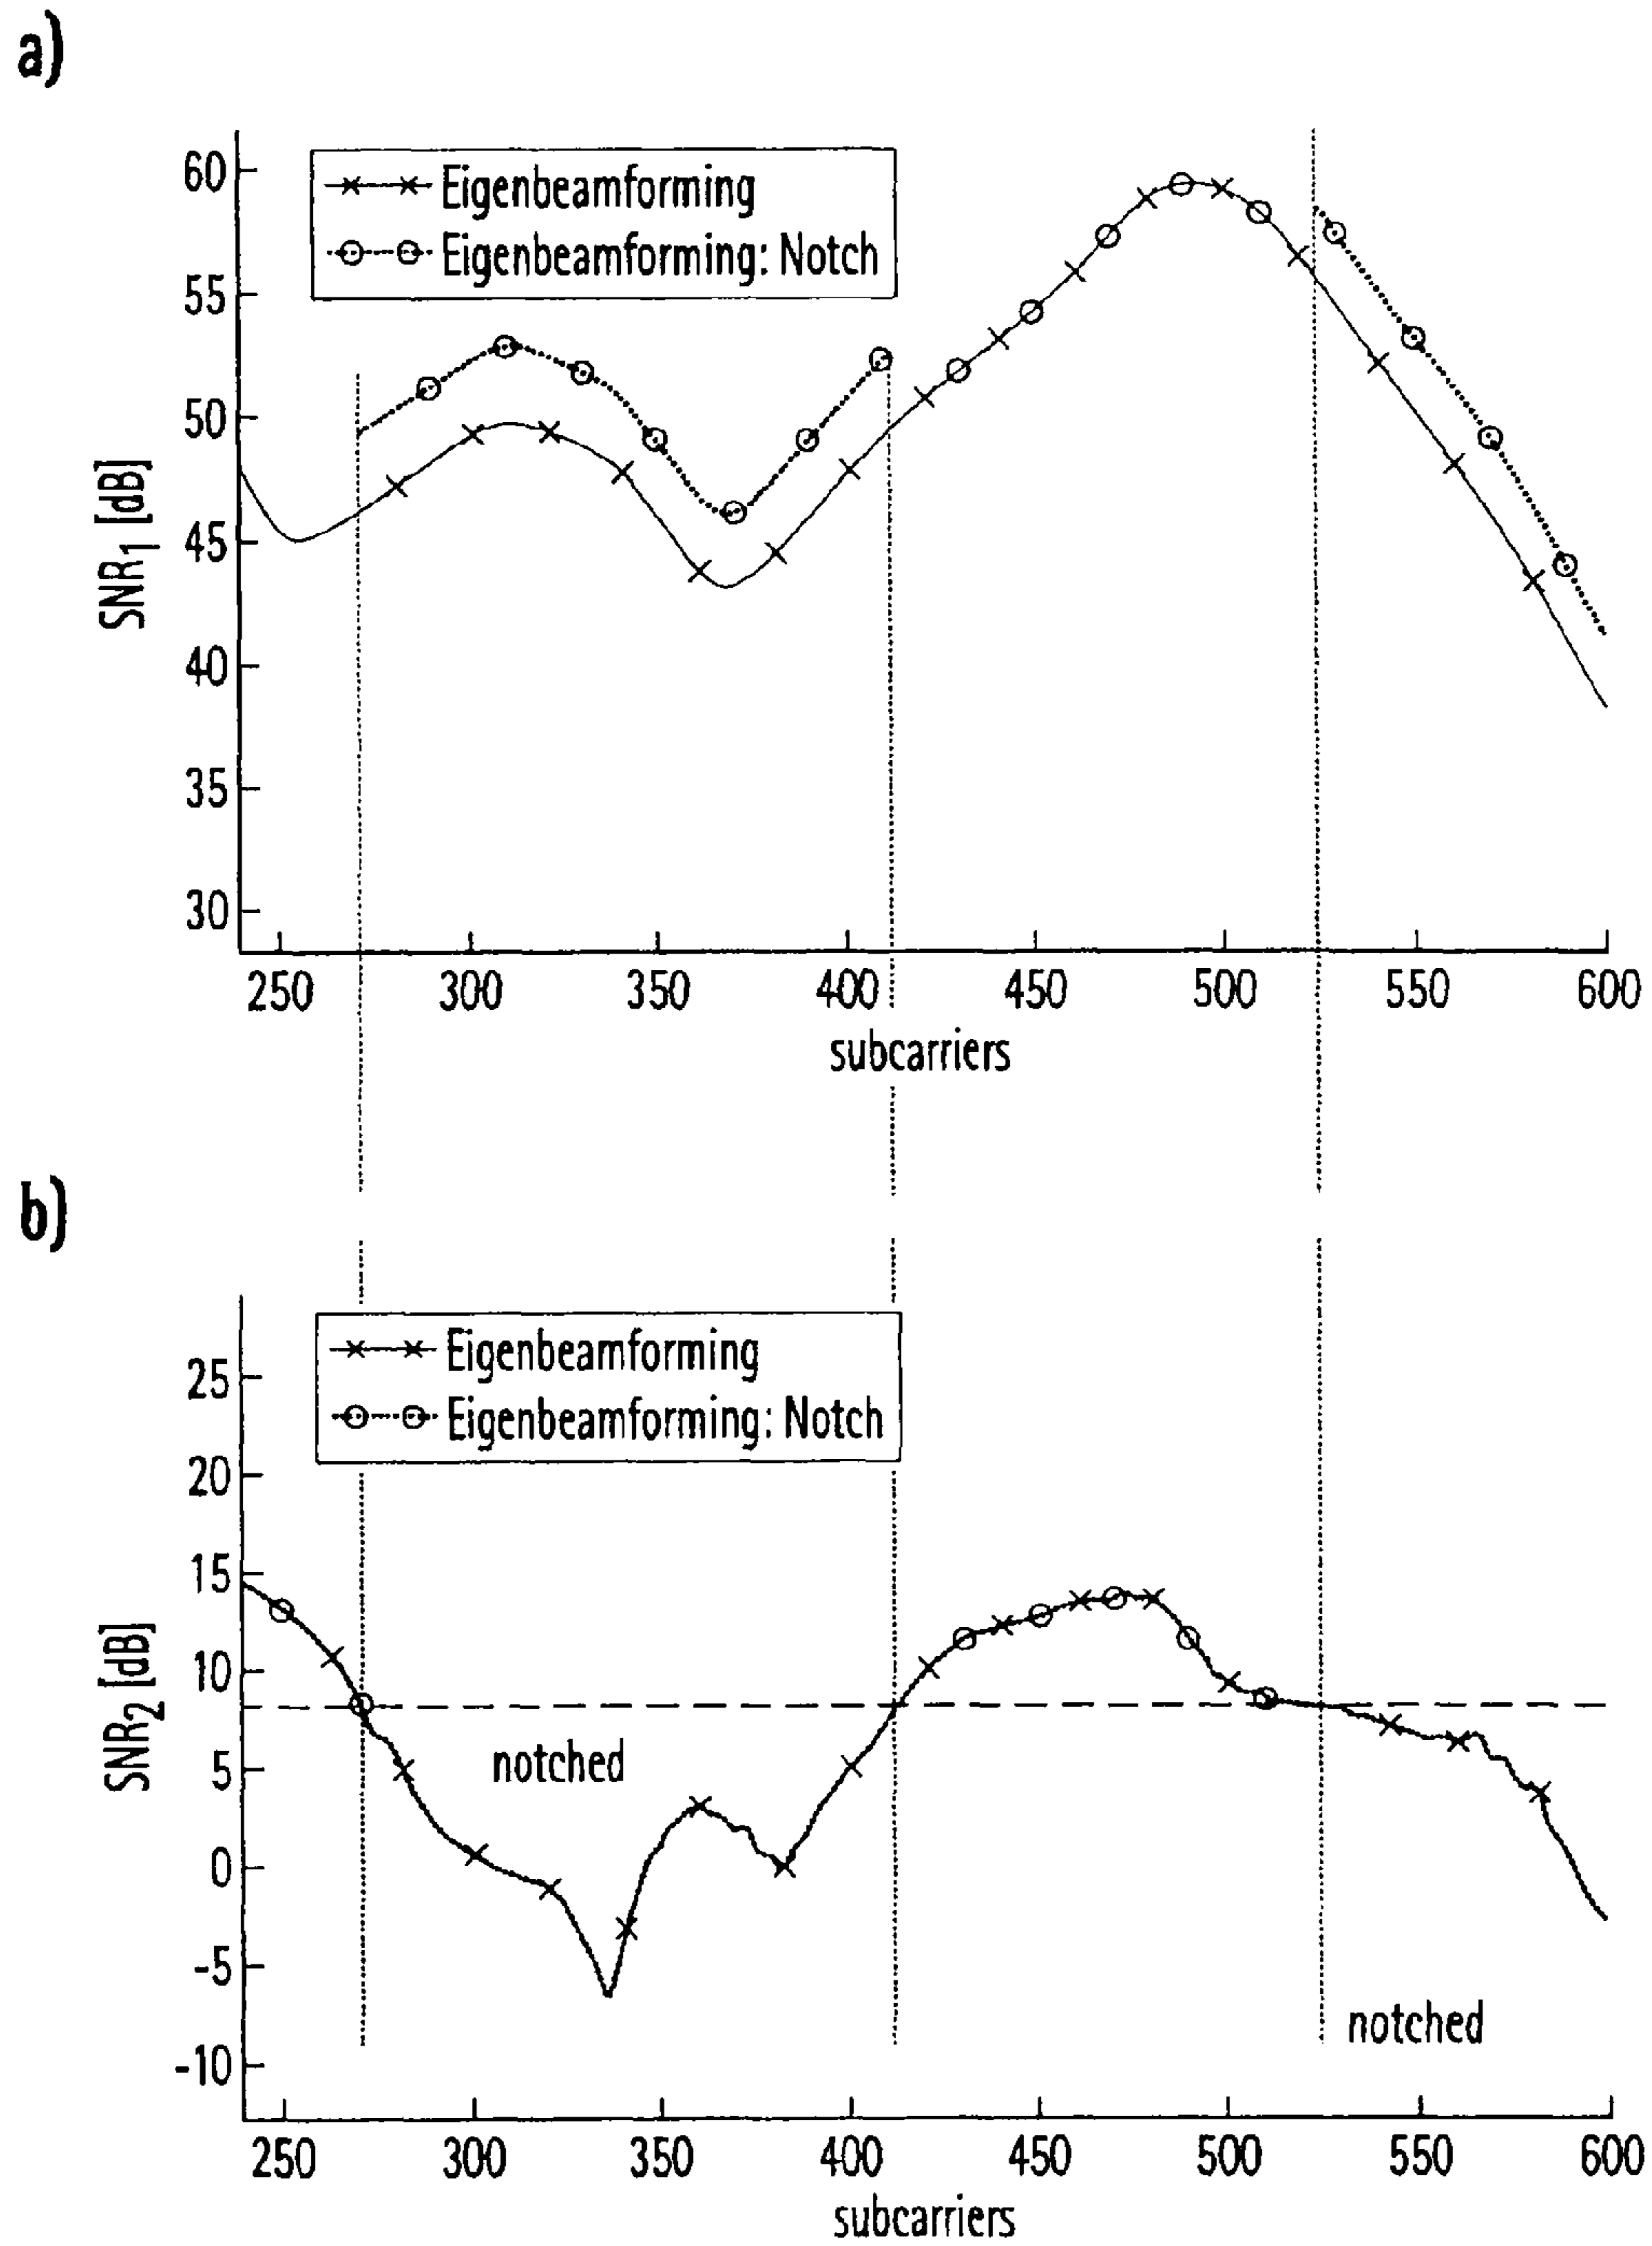 a)
Eigenbeamforming
Eigenbeamforming: Notch
60
55
50
45
40
35
30
SNR1 [dB]
250 300 350 400 450 500 550 600
subcarriers
b)
Eigenbeamforming
Eigenbeamforming: Notch
25
20
15
10
5
0
-5
-10
SNR2 [dB]
notched
notched
250 300 350 400 450 500 550 600
subcarriers